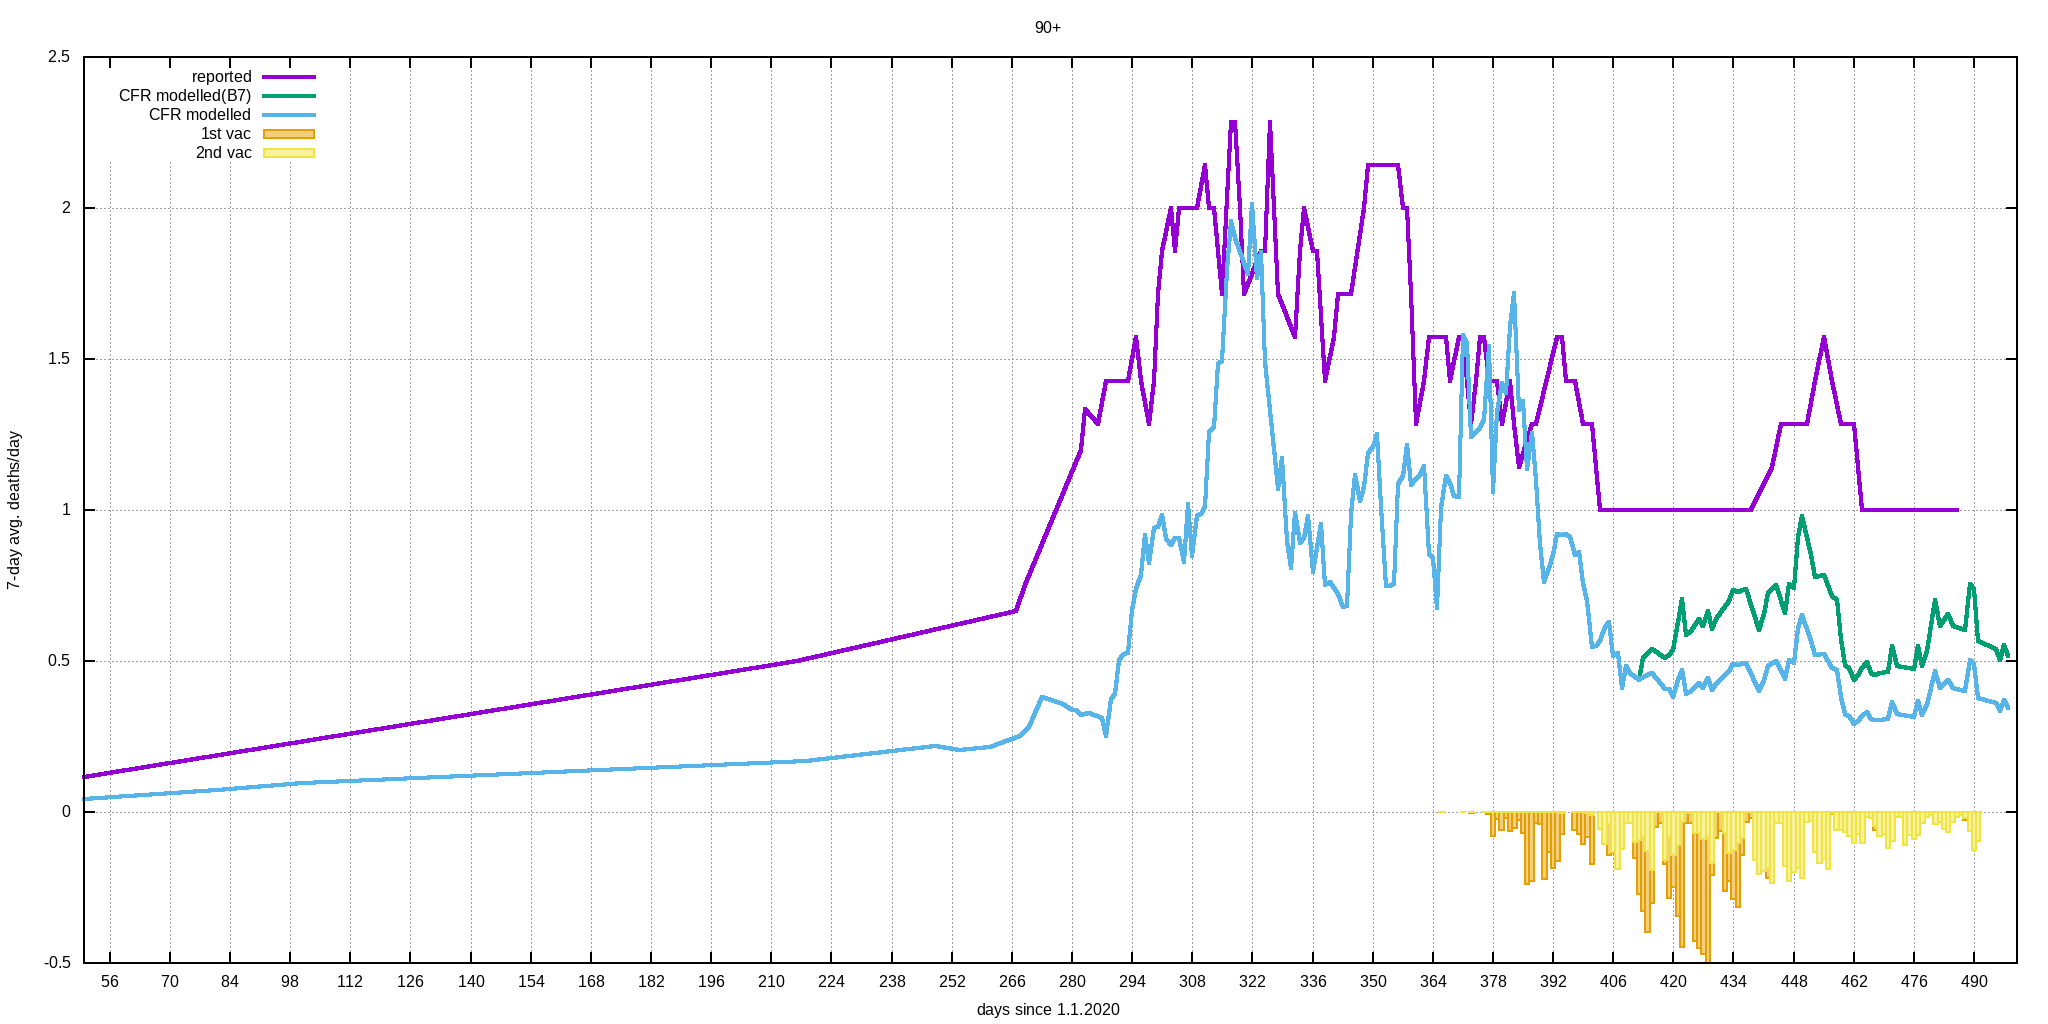 90+
reported
CFR modelled(B7)
CFR modelled
1st vac
2nd vac
2.5
2
1.5
1
0.5
0
-0.5
7-day avg. deaths/day
56 70 84 98 112 126 140 154 168 182 196 210 224 238 252 266 280 294 308 322 336 350 364 378 392 406 420 434 448 462 476 490
days since 1.1.2020